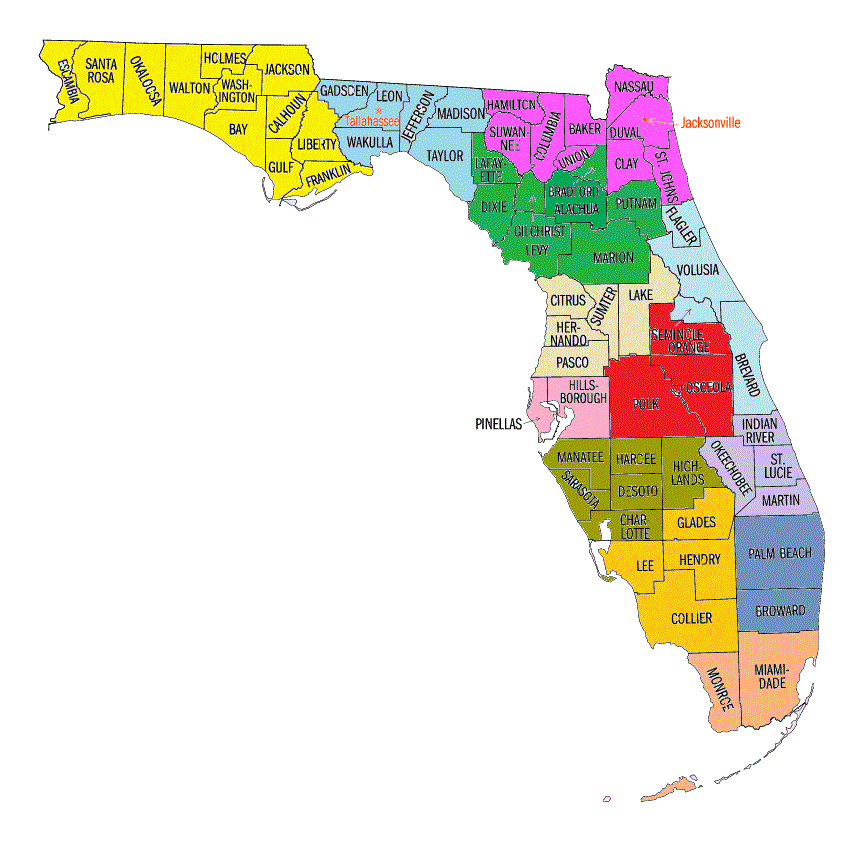 ESCAMBIA
SANTA
ROSA
OKALOCSA
WALTON
HCLMES
WASH-
INGTON
JACKSON
BAY
CALHOUN
GULF
LIBERTY
FRANKLIN
GADSDEN
LEON
Tallahassee
WAKULLA
JEFFERSON
MADISON
TAYLOR
HAMILTON
SUWAN-
NEE
COLUMBIA
BAKER
NASSAU
Jacksonville
DUVAL
UNION
CLAY
ST. JOHNS
LAFAY-
ETTE
BRADFORD
ALACHUA
DIXIE
GILCHRIST
LEVY
PUTNAM
MARION
FLAGLER
VOLUSIA
CITRUS
SUMTER
LAKE
HER-
NANDO
PASCO
SEMINCLE
ORANGE
BREVARD
HILLS-
BOROUGH
POLK
OSCEOLA
PINELLAS
INDIAN
RIVER
MANATEE
HARDEE
HIGH-
LANDS
OKEECHOBEE
ST.
LUCIE
SARASOTA
DESOTO
MARTIN
CHAR
LOTTE
GLADES
LEE
HENDRY
PALM BEACH
COLLIER
BROWARD
MONROE
MIAMI-
DADE